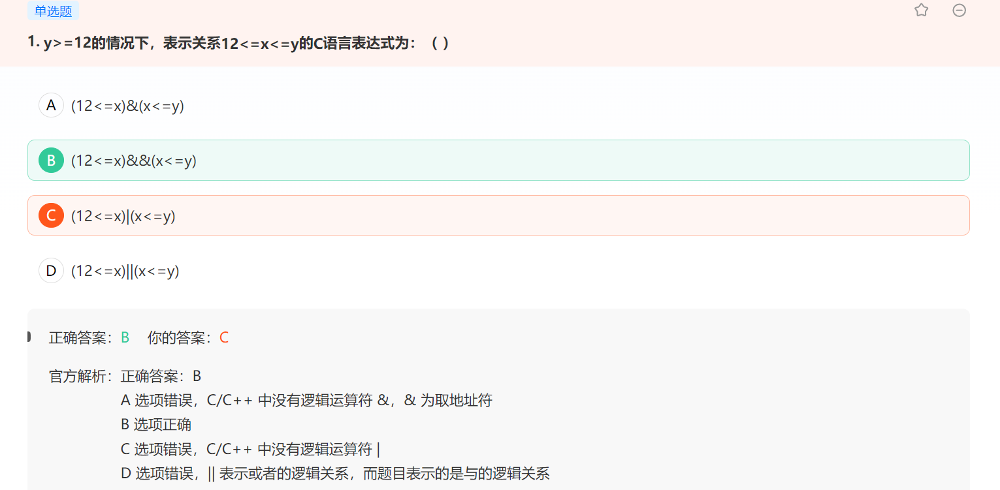 单选题
1. y>=12的情况下，表示关系12<=x<=y的C语言表达式为：（ ）
A (12<=x)&(x<=y)
B (12<=x)&&(x<=y)
C (12<=x)|(x<=y)
D (12<=x)||(x<=y)
正确答案：B 你的答案：C
官方解析：正确答案：B
A 选项错误，C/C++ 中没有逻辑运算符 &，& 为取地址符
B 选项正确
C 选项错误，C/C++ 中没有逻辑运算符 |
D 选项错误，|| 表示或者的逻辑关系，而题目表示的是与的逻辑关系